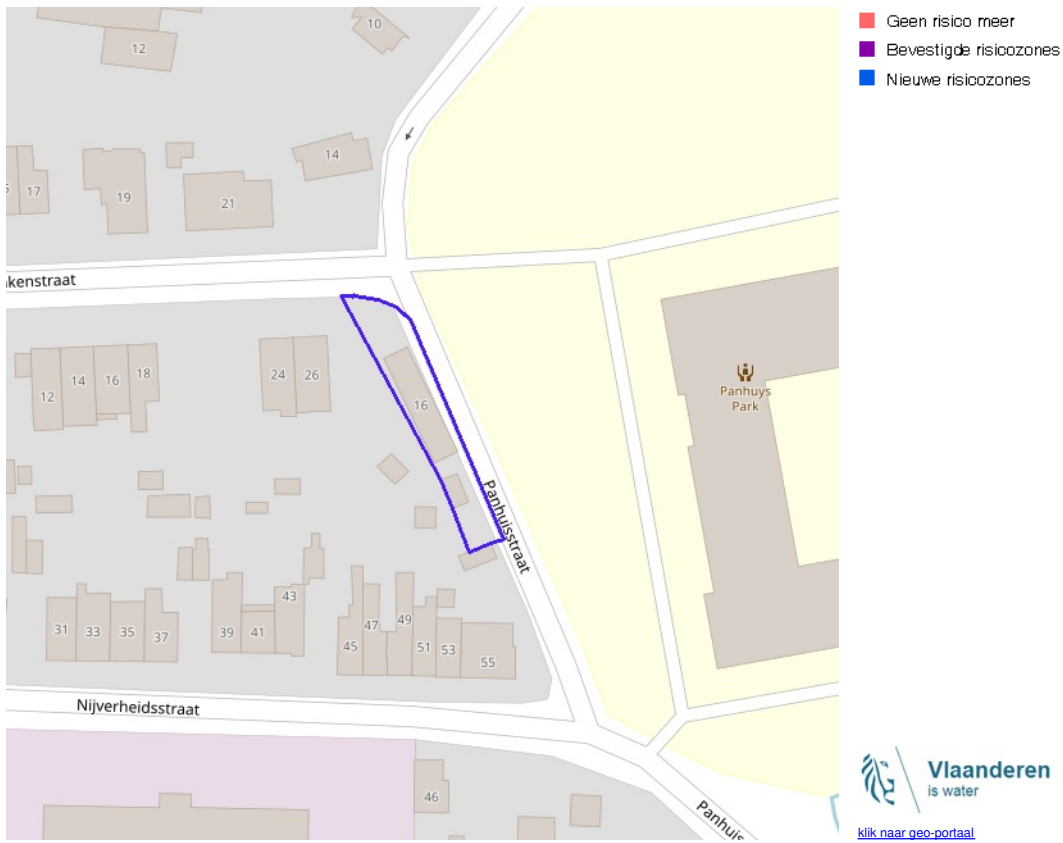 10
12
14
17
19
21
Geen risico meer
Bevestigde risicozones
Nieuwe risicozones
kenstraat
12
14
16
18
24
26
16
Panhuys
Park
Panhuisstraat
31
33
35
37
39
41
43
45
47
49
51
53
55
Nijverheidsstraat
46
Panhuis
Vlaanderen
is water
klik naar geo-portaal